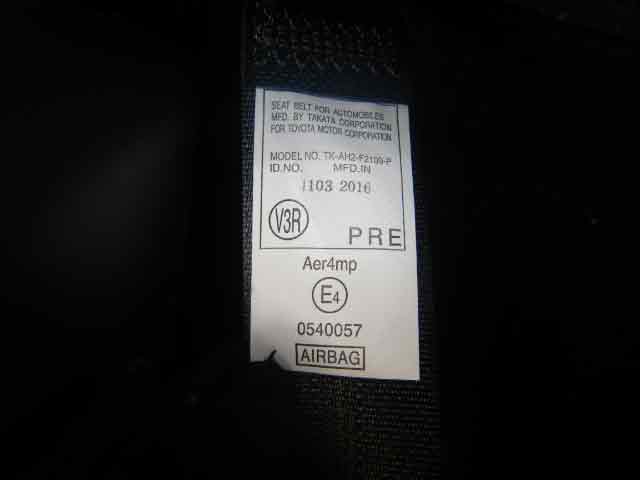 SEAT BELT FOR AUTOMOBILES
MFD. BY TAKATA CORPORATION
FOR TOYOTA MOTOR CORPORATION
MODEL NO. TK-AH2-F2109-P
ID.NO. MFD.IN
1103 2016
V3R
PRE
Aer4mp
E4
0540057
AIRBAG